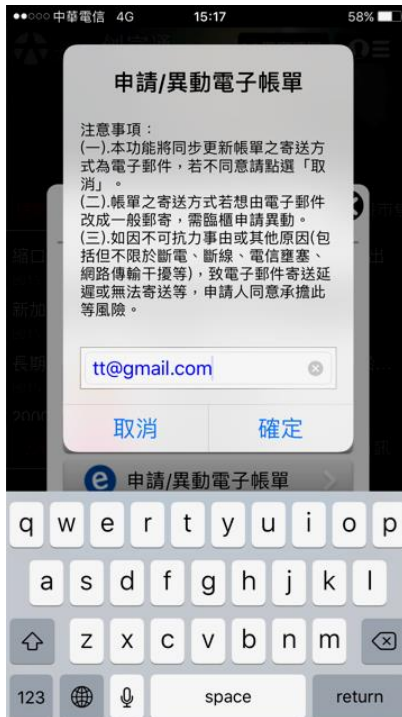 中華電信 4G 15:17 58%
申請/異動電子帳單
注意事項：
(一).本功能將同步更新帳單之寄送方
式為電子郵件，若不同意請點選「取
消」。
(二).帳單之寄送方式若想由電子郵件
改成一般郵寄，需臨櫃申請異動。
(三).如因不可抗力事由或其他原因(包
括但不限於斷電、斷線、電信壅塞、
網路傳輸干擾等)，致電子郵件寄送延
遲或無法寄送等，申請人同意承擔此
等風險。
tt@gmail.com
取消 確定
e 申請/異動電子帳單
q w e r t y u i o p
a s d f g h j k l
z x c v b n m
123 space return